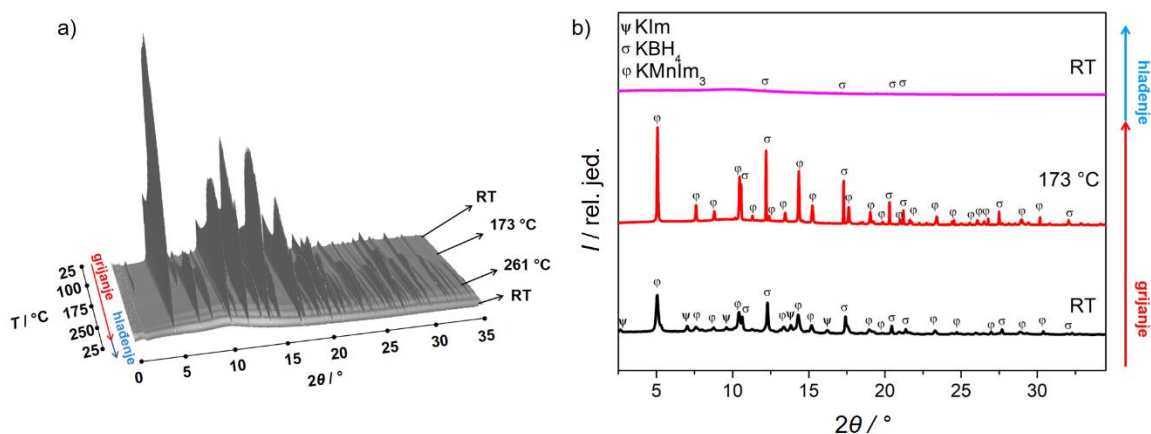 a)
RT
173 °C
261 °C
RT
25
100
175
250
25
T / °C
grijanje
hlađenje
0
5
10
15
20
25
30
35
2θ / °
b)
ψ KIm
σ KBH4
φ KMnIm3
RT
σ σ σ σ
173 °C
φ φ φ φ σ φ σ φ φ φ φ σ φ φ φ σ φ σ φ φ φ φ φ φ σ φ φ σ
RT
ψ φ ψ φ φ ψ φ σ σ φ ψ φ φ ψ σ φ φ σ σ φ φ φ σ φ φ σ
I / rel. jed.
5 10 15 20 25 30
2θ / °
hlađenje
grijanje